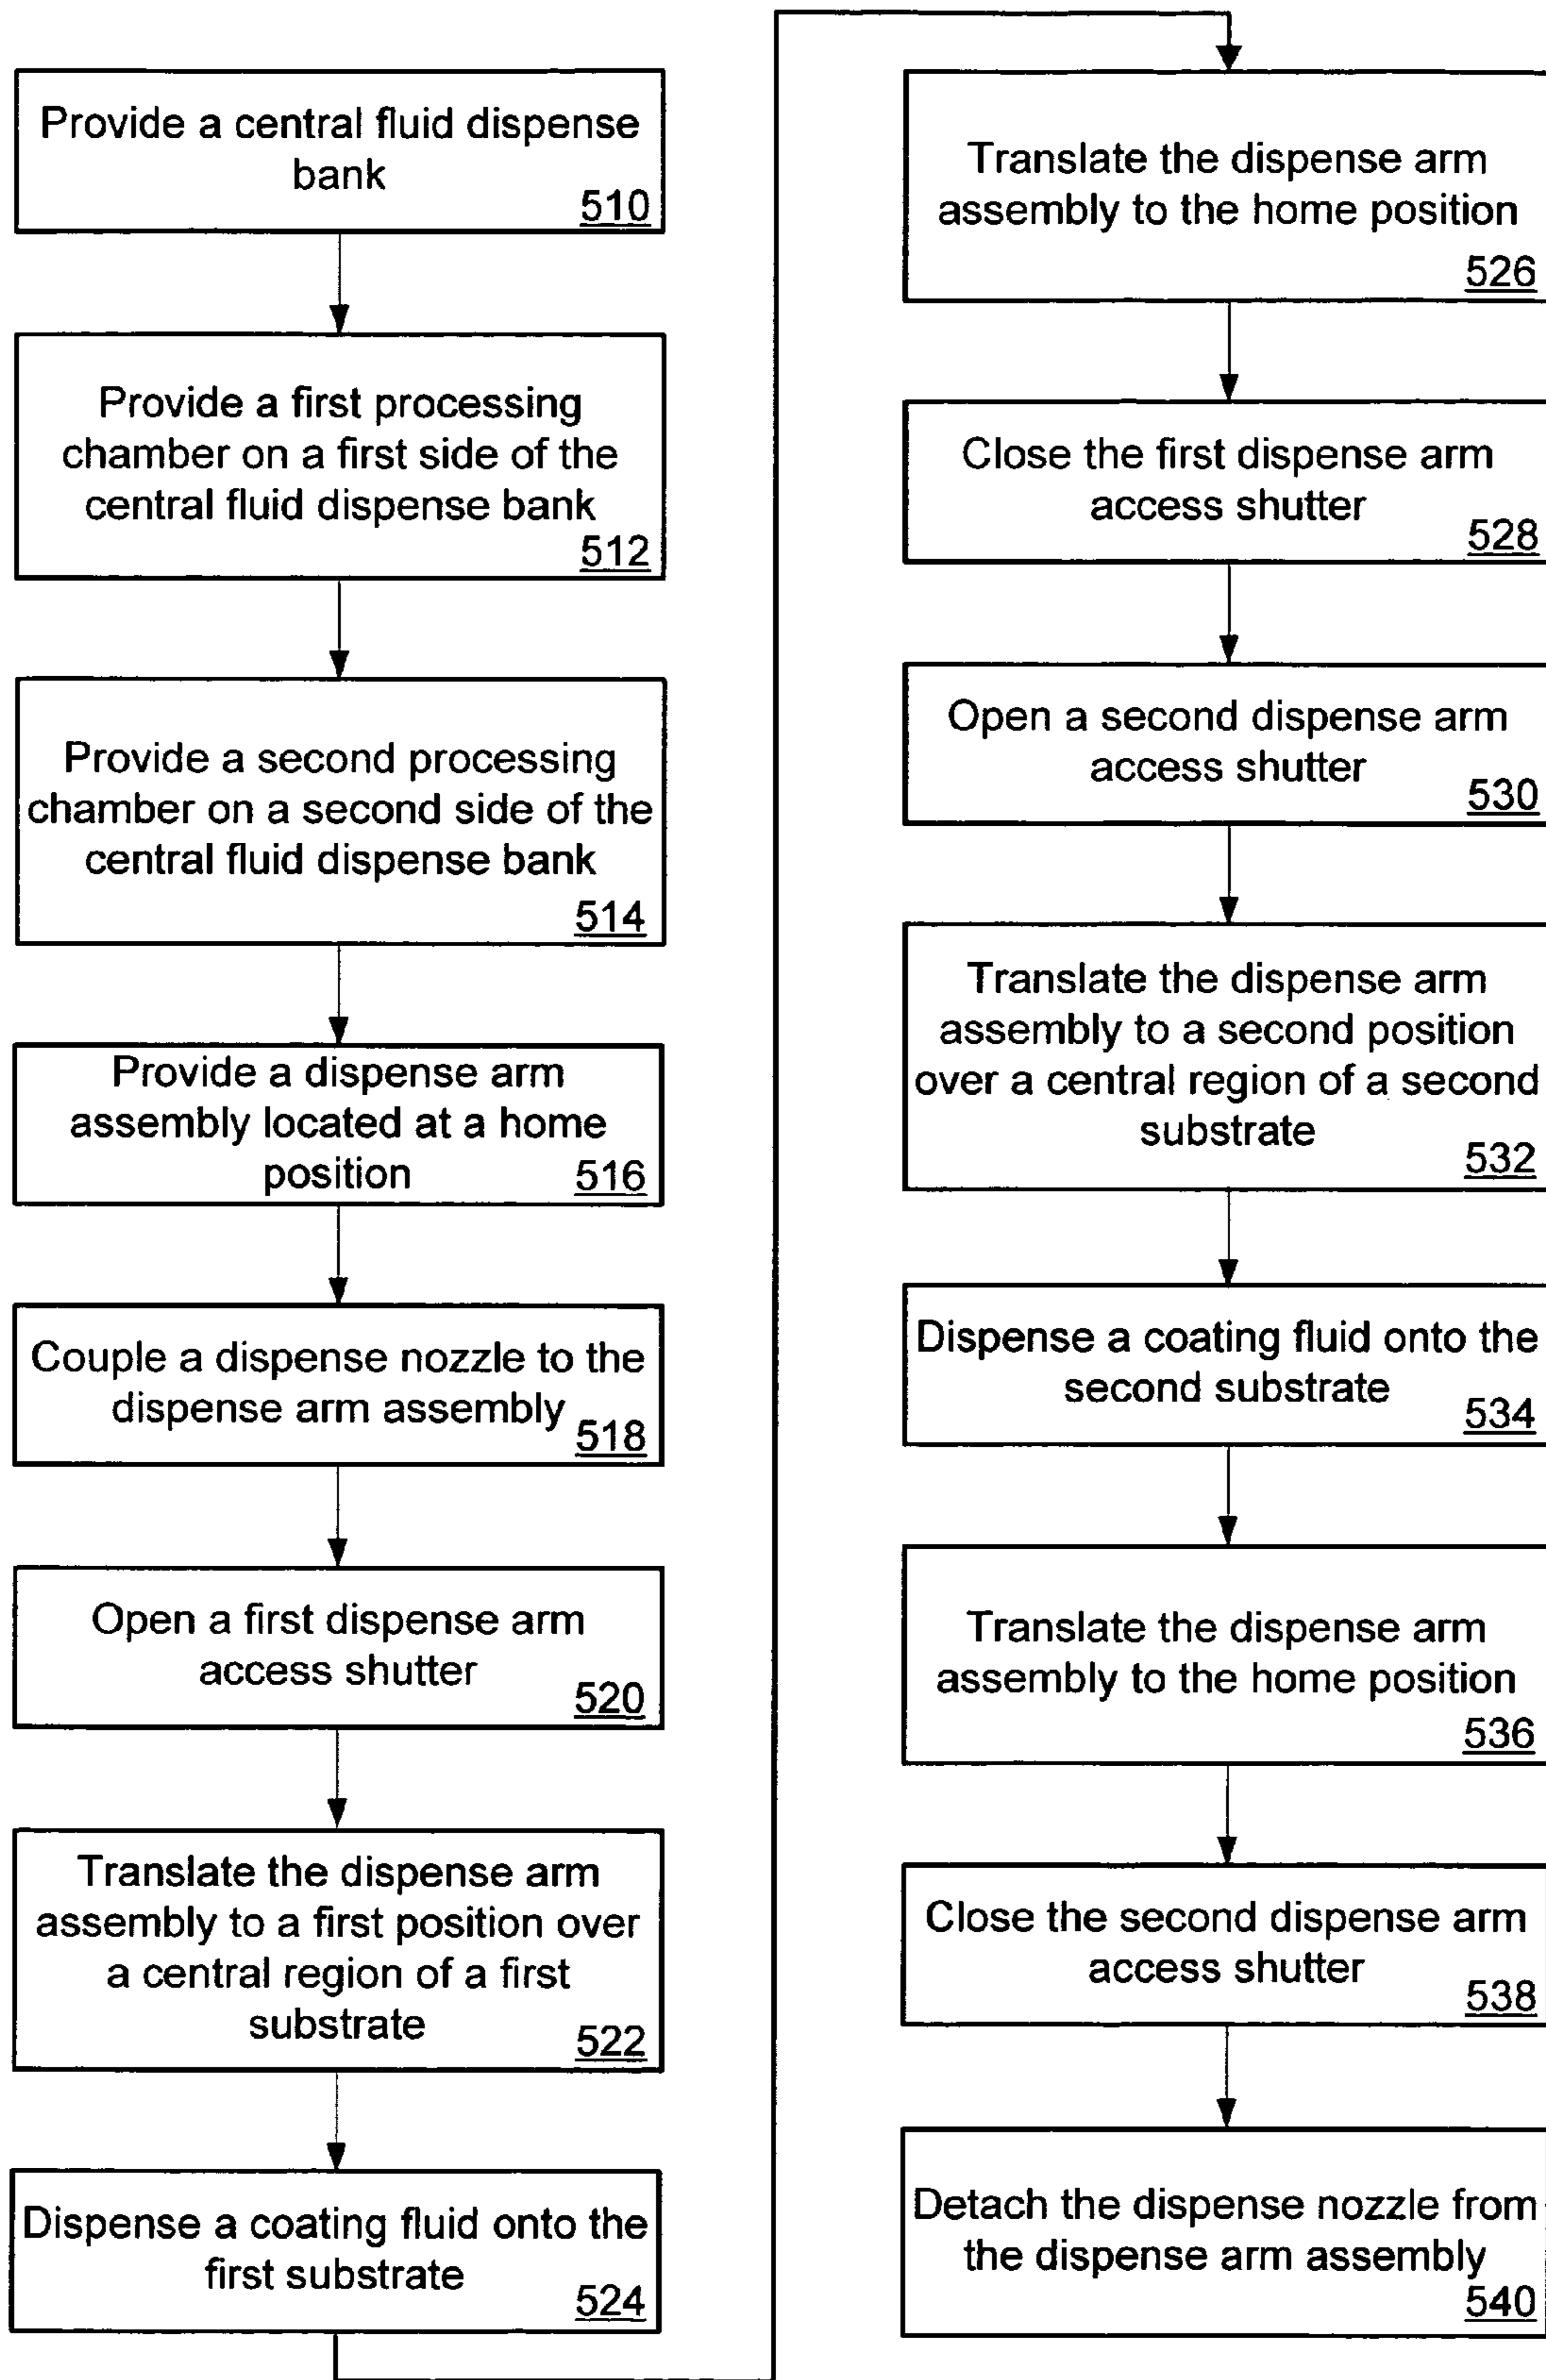 Provide a central fluid dispense
bank
510
Provide a first processing
chamber on a first side of the
central fluid dispense bank
512
Provide a second processing
chamber on a second side of the
central fluid dispense bank
514
Provide a dispense arm
assembly located at a home
position
516
Couple a dispense nozzle to the
dispense arm assembly
518
Open a first dispense arm
access shutter
520
Translate the dispense arm
assembly to a first position over
a central region of a first
substrate
522
Dispense a coating fluid onto the
first substrate
524
Translate the dispense arm
assembly to the home position
526
Close the first dispense arm
access shutter
528
Open a second dispense arm
access shutter
530
Translate the dispense arm
assembly to a second position
over a central region of a second
substrate
532
Dispense a coating fluid onto the
second substrate
534
Translate the dispense arm
assembly to the home position
536
Close the second dispense arm
access shutter
538
Detach the dispense nozzle from
the dispense arm assembly
540